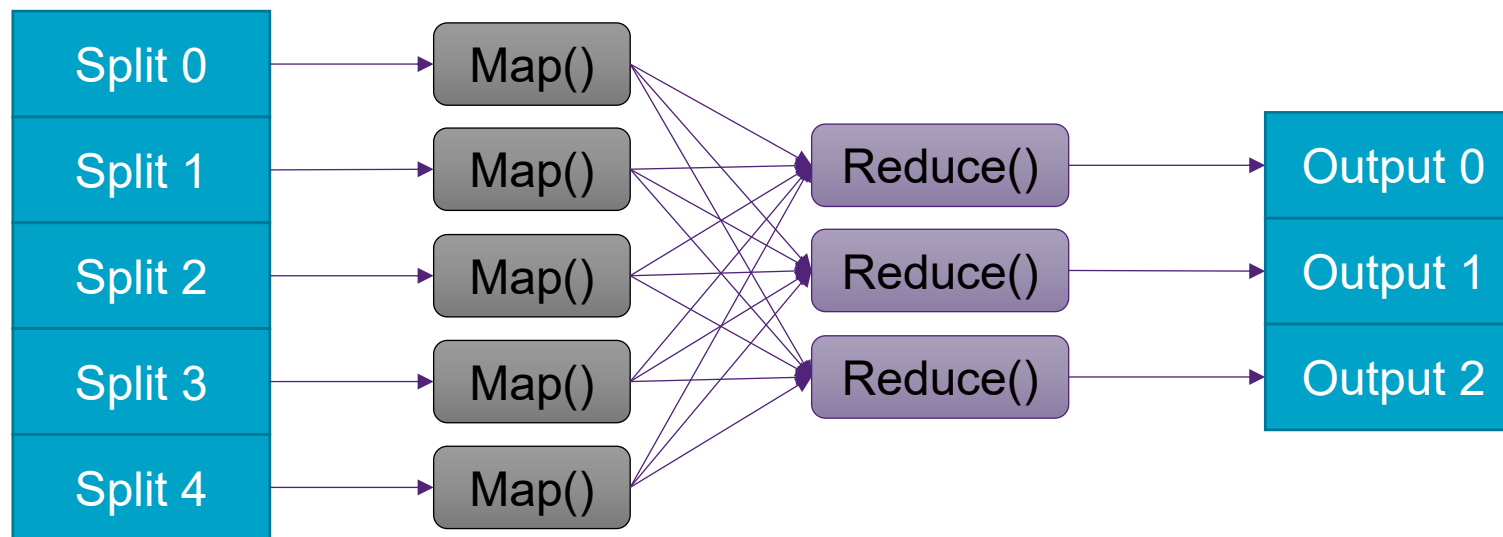 Split 0
Split 1
Split 2
Split 3
Split 4
Map()
Map()
Map()
Map()
Map()
Reduce()
Reduce()
Reduce()
Output 0
Output 1
Output 2